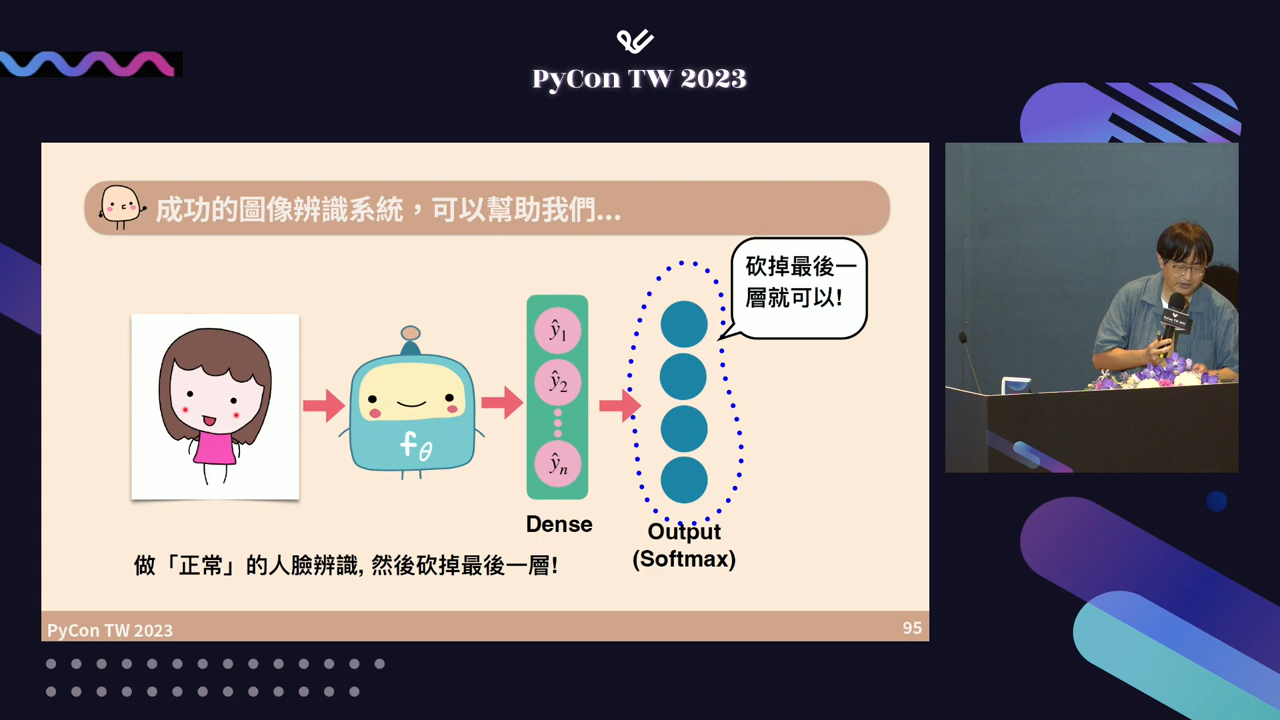 PyCon TW 2023
成功的圖像辨識系統，可以幫助我們...
砍掉最後一
層就可以!
ŷ1
ŷ2
ŷn
fθ
Dense
Output
(Softmax)
做「正常」的人臉辨識, 然後砍掉最後一層!
PyCon TW 2023
95